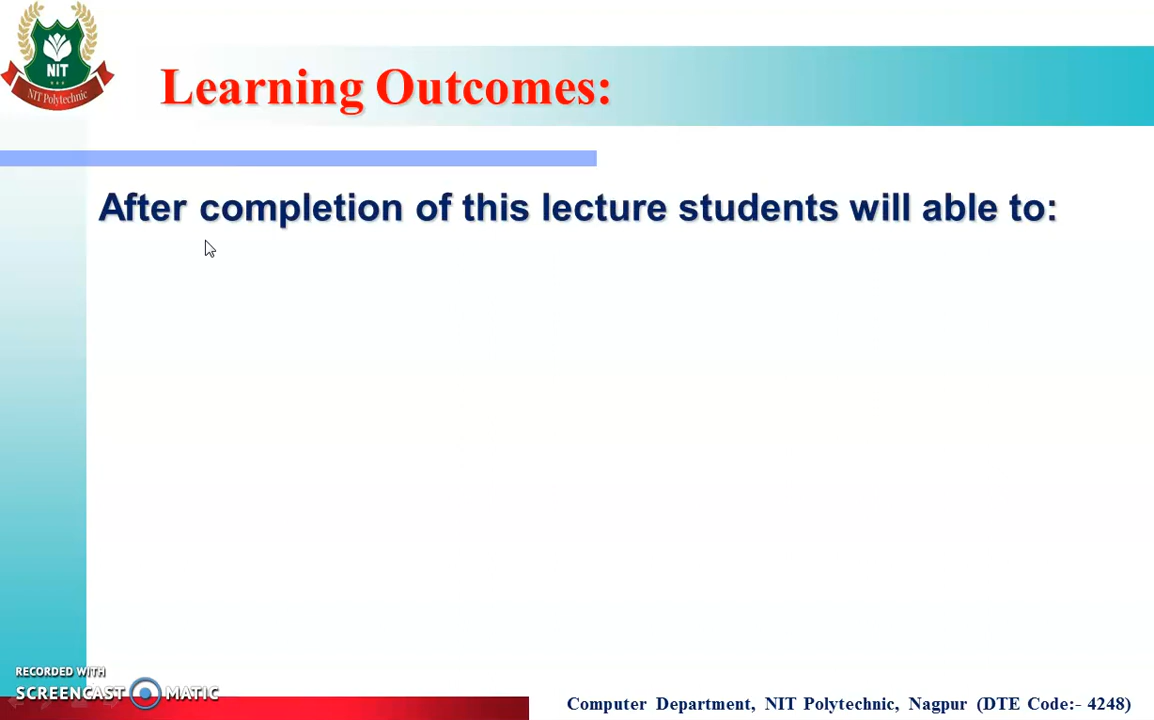 NIT
NIT Polytechnic
Learning Outcomes:
After completion of this lecture students will able to:
RECORDED WITH
SCREENCAST MATIC
Computer Department, NIT Polytechnic, Nagpur (DTE Code:- 4248)